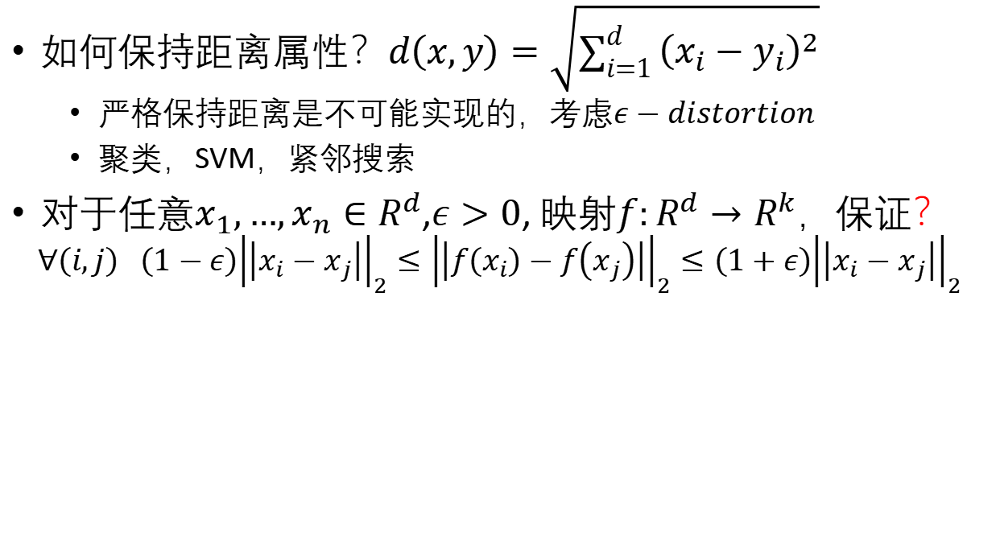 • 如何保持距离属性？$d(x,y) = \sqrt{\sum_{i=1}^{d} (x_i - y_i)^2}$
• 严格保持距离是不可能实现的，考虑$\epsilon - distortion$
• 聚类，SVM，紧邻搜索
• 对于任意$x_1, \ldots, x_n \in R^d$,$\epsilon > 0$, 映射$f: R^d \rightarrow R^k$，保证？
$\forall (i,j) \ (1-\epsilon)\left||x_i - x_j|\right|_2 \leq \left||f(x_i) - f(x_j)|\right|_2 \leq (1+\epsilon)\left||x_i - x_j|\right|_2$